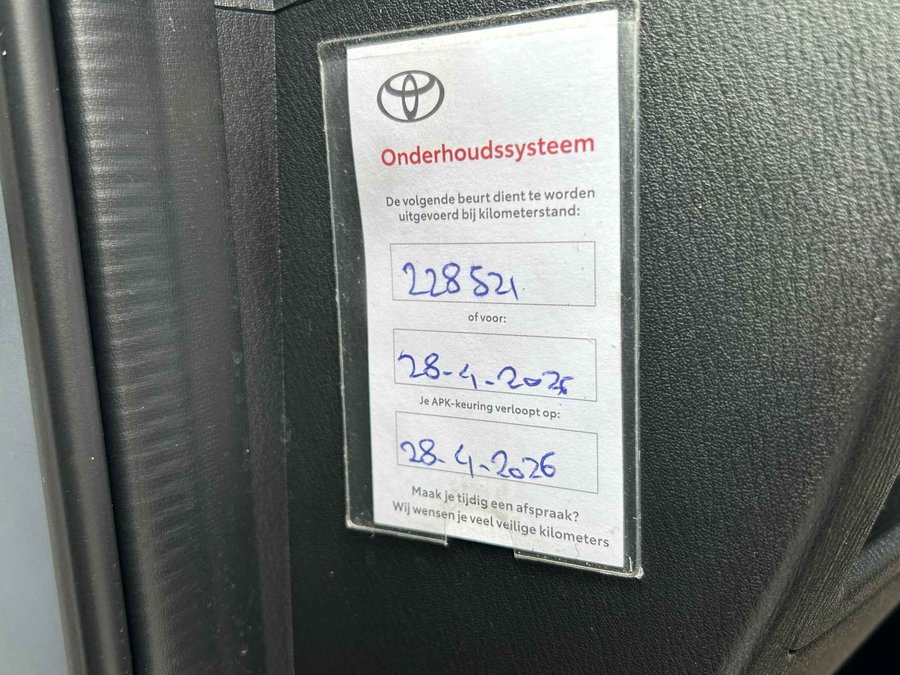 Onderhoudssysteem
De volgende beurt dient te worden
uitgevoerd bij kilometerstand:
228521
of voor:
28-4-2026
Je APK-keuring verloopt op:
28-4-2026
Maak je tijdig een afspraak?
Wij wensen je veel veilige kilometers